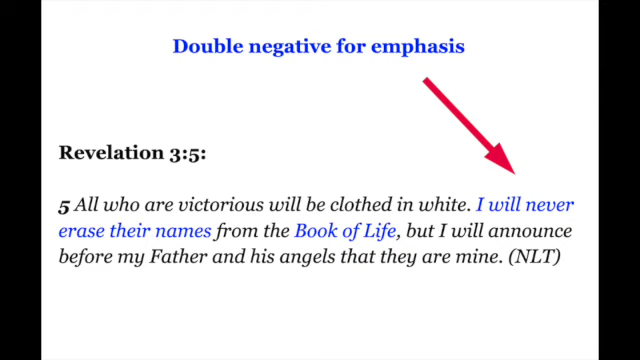 Double negative for emphasis
Revelation 3:5:
5 All who are victorious will be clothed in white. I will never
erase their names from the Book of Life, but I will announce
before my Father and his angels that they are mine. (NLT)